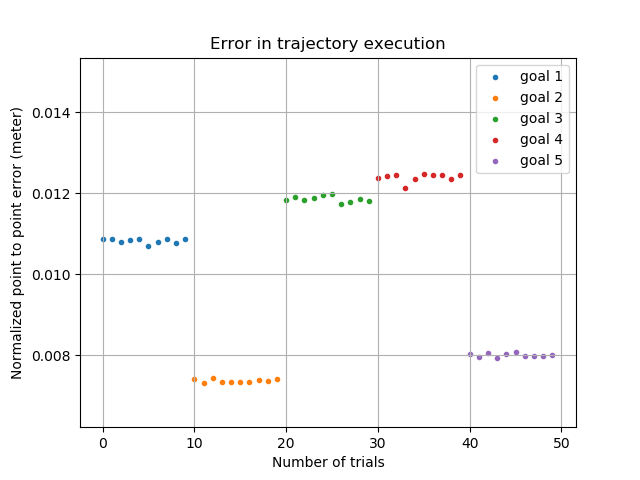 Error in trajectory execution
goal 1
goal 2
goal 3
goal 4
goal 5
Normalized point to point error (meter)
0.014
0.012
0.010
0.008
0 10 20 30 40 50
Number of trials